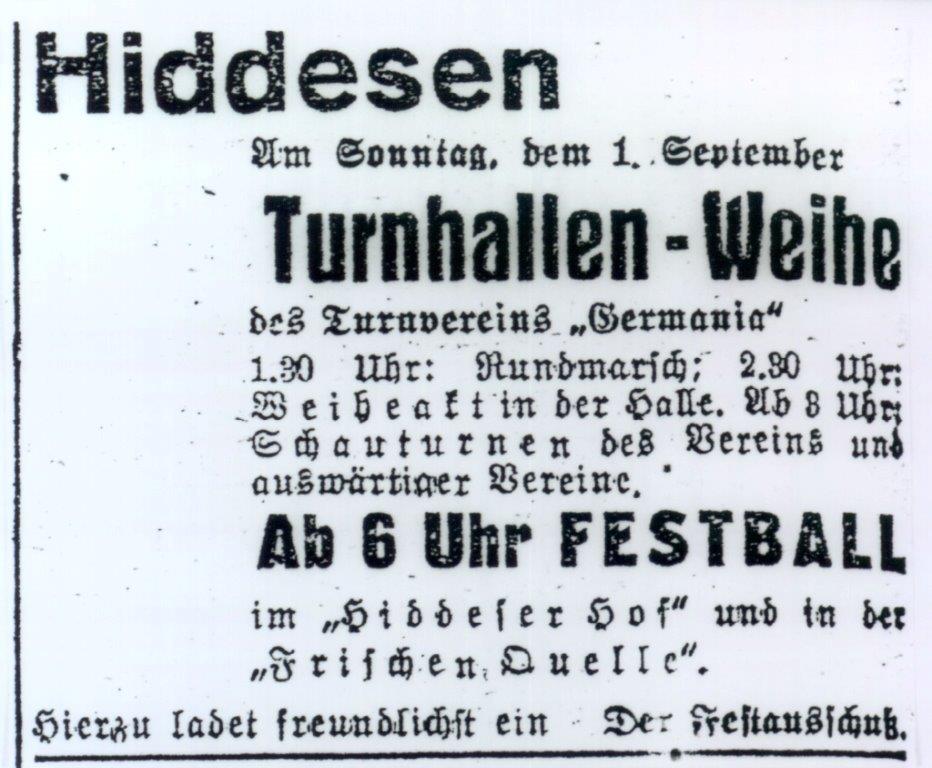 Hiddesen
Am Sonntag, dem 1. September
Turnhallen-Weihe
des Turnvereins „Germania“
1.30 Uhr: Rundmarsch; 2.30 Uhr:
Weiheakt in der Halle. Ab 3 Uhr:
Schauturnen des Vereins und
auswärtiger Vereine.
Ab 6 Uhr FESTBALL
im „Hiddeser Hof“ und in der
„Frischen Quelle“.
Hierzu ladet freundlichst ein Der Festausschuß.